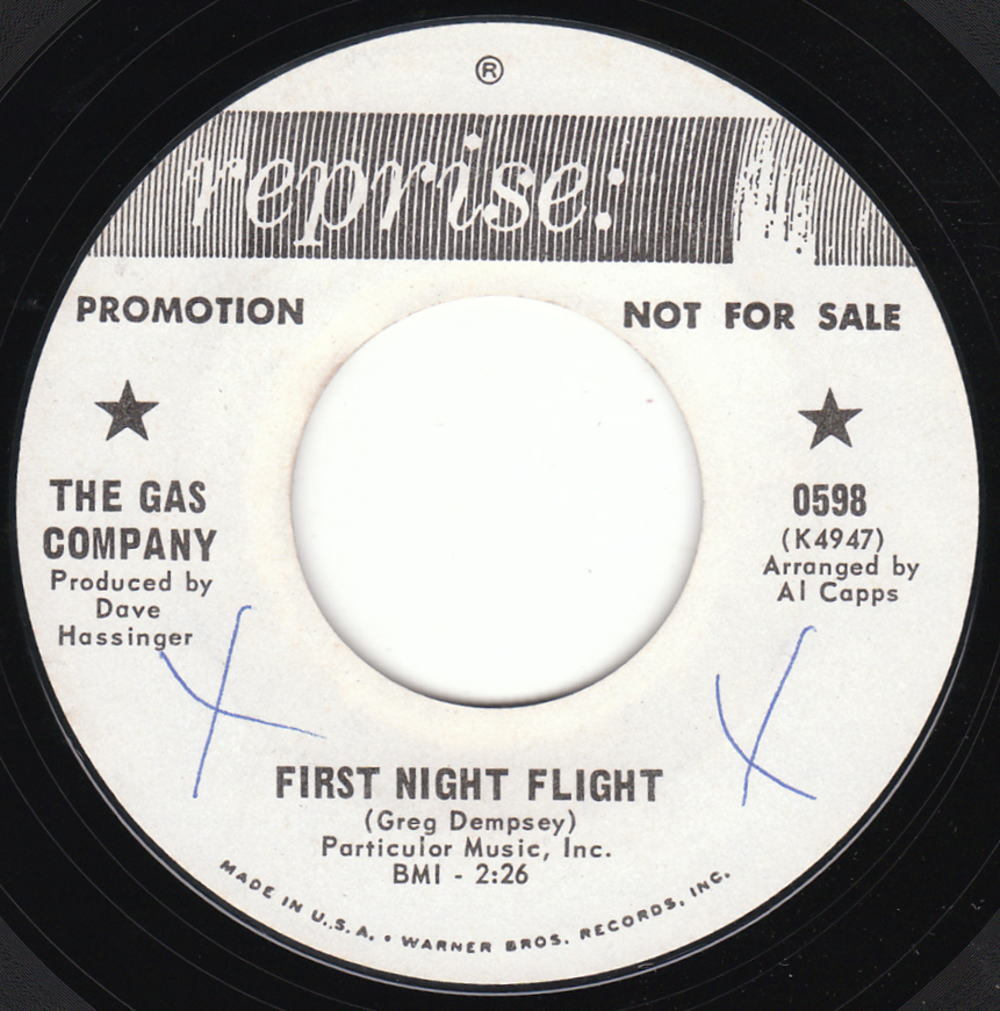 ®
reprise:
PROMOTION
NOT FOR SALE
THE GAS
COMPANY
Produced by
Dave
Hassinger
0598
(K4947)
Arranged by
Al Capps
FIRST NIGHT FLIGHT
(Greg Dempsey)
Particulor Music, Inc.
BMI - 2:26
MADE IN U.S.A. • WARNER BROS. RECORDS, INC.